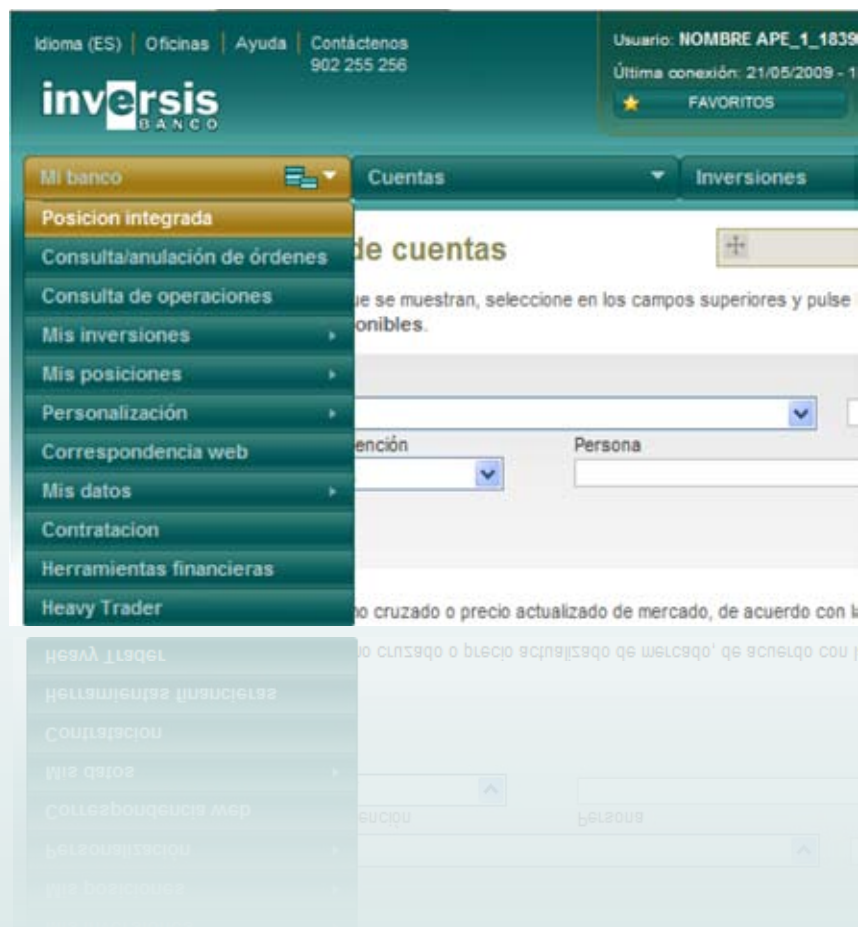 Idioma (ES) | Oficinas | Ayuda | Contáctenos
902 255 256
Usuario: NOMBRE APE_1_1839
Última conexión: 21/05/2009 - 1
FAVORITOS
inversis
BANCO
Mi banco
Cuentas
Inversiones
Posicion integrada
Consulta/anulación de órdenes
Consulta de operaciones
Mis inversiones
Mis posiciones
Personalización
Correspondencia web
Mis datos
Contratacion
Herramientas financieras
Heavy Trader
de cuentas
ue se muestran, seleccione en los campos superiores y pulse
onibles.
ención
Persona
no cruzado o precio actualizado de mercado, de acuerdo con la